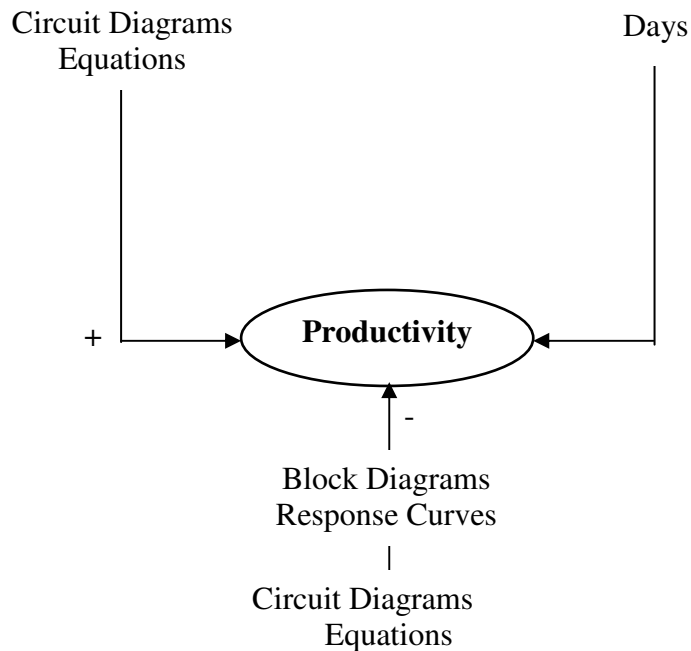 Circuit Diagrams
Equations
Days
+
Productivity
-
Block Diagrams
Response Curves
Circuit Diagrams
Equations